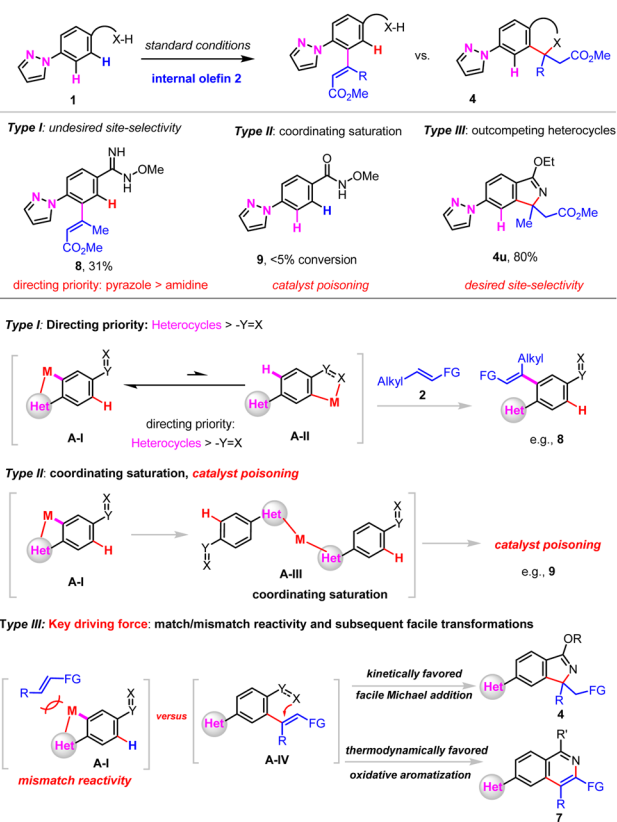 X-H
standard conditions
internal olefin 2
N
N
H
H
1
X-H
N
N
H
R
CO2Me
vs.
N
N
H
X
R
CO2Me
4
Type I: undesired site-selectivity
Type II: coordinating saturation
Type III: outcompeting heterocycles
NH
N
H
OMe
N
N
H
Me
CO2Me
8, 31%
directing priority: pyrazole > amidine
O
N
H
OMe
N
N
H
H
9, <5% conversion
catalyst poisoning
OEt
N
N
N
H
Me
CO2Me
4u, 80%
desired site-selectivity
Type I: Directing priority: Heterocycles > -Y=X
X
Y
M
Het
H
A-I
directing priority:
Heterocycles > -Y=X
H
Y
X
Het
M
A-II
Alkyl
FG
2
Alkyl
FG
X
Y
Het
H
e.g., 8
Type II: coordinating saturation, catalyst poisoning
X
Y
M
Het
H
A-I
H
Het
Y
X
M
Het
X
Y
H
A-III
coordinating saturation
catalyst poisoning
e.g., 9
Type III: Key driving force: match/mismatch reactivity and subsequent facile transformations
R
FG
M
X
Y
Het
H
A-I
mismatch reactivity
versus
Y
X
Het
FG
R
A-IV
kinetically favored
facile Michael addition
OR
N
Het
R
FG
4
thermodynamically favored
oxidative aromatization
R'
N
Het
FG
R
7